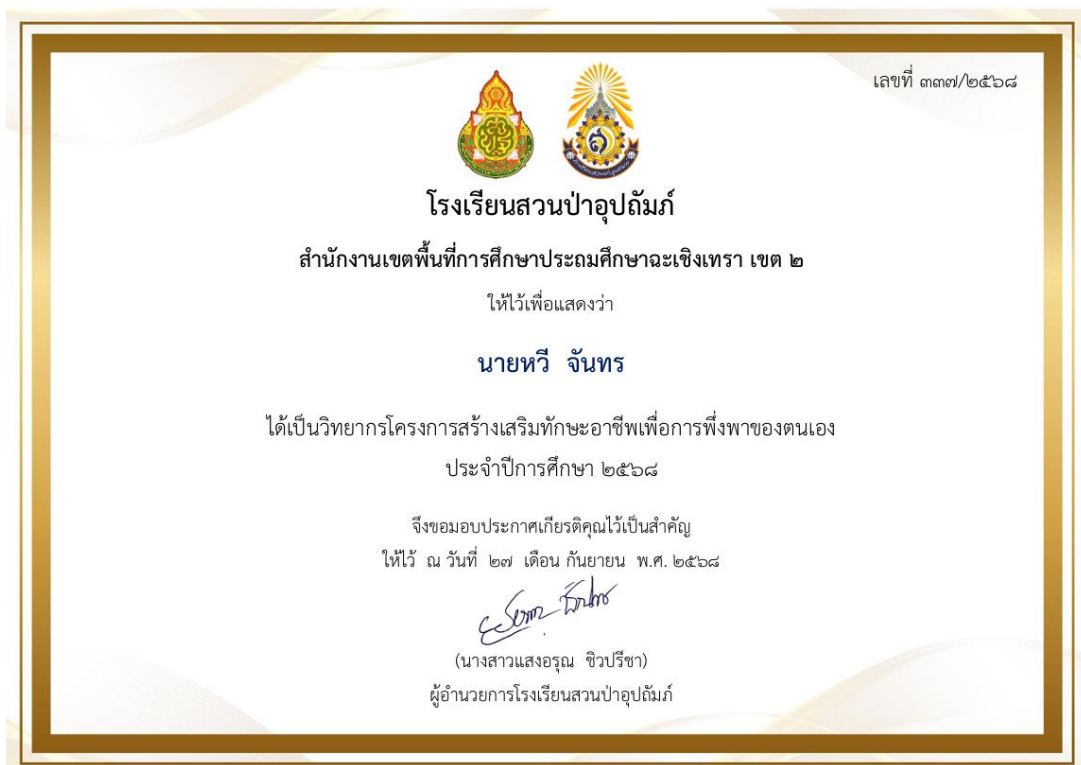 เลขที่ ๓๓๗/๒๕๖๘
โรงเรียนสวนป่าอุปถัมภ์
สำนักงานเขตพื้นที่การศึกษาประถมศึกษาฉะเชิงเทรา เขต ๒
ให้ไว้เพื่อแสดงว่า
นายหวี จันทร
ได้เป็นวิทยากรโครงการสร้างเสริมทักษะอาชีพเพื่อการพึ่งพาของตนเอง
ประจำปีการศึกษา ๒๕๖๘
จึงขอมอบประกาศเกียรติคุณไว้เป็นสำคัญ
ให้ไว้ ณ วันที่ ๒๗ เดือน กันยายน พ.ศ. ๒๕๖๘
(นางสาวแสงอรุณ ชิวปรีชา)
ผู้อำนวยการโรงเรียนสวนป่าอุปถัมภ์